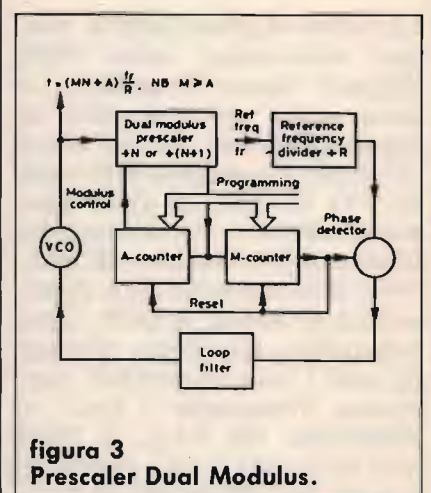 f = (MN + A) fr/R . NB M ⩾ A
Dual modulus
prescaler
÷N or ÷(N+1)
Ref
freq
fr
Reference
frequency
divider ÷ R
Modulus
control
Programming
Phase
detector
VCO
A-counter
M-counter
Reset
Loop
filter
figura 3
Prescaler Dual Modulus.